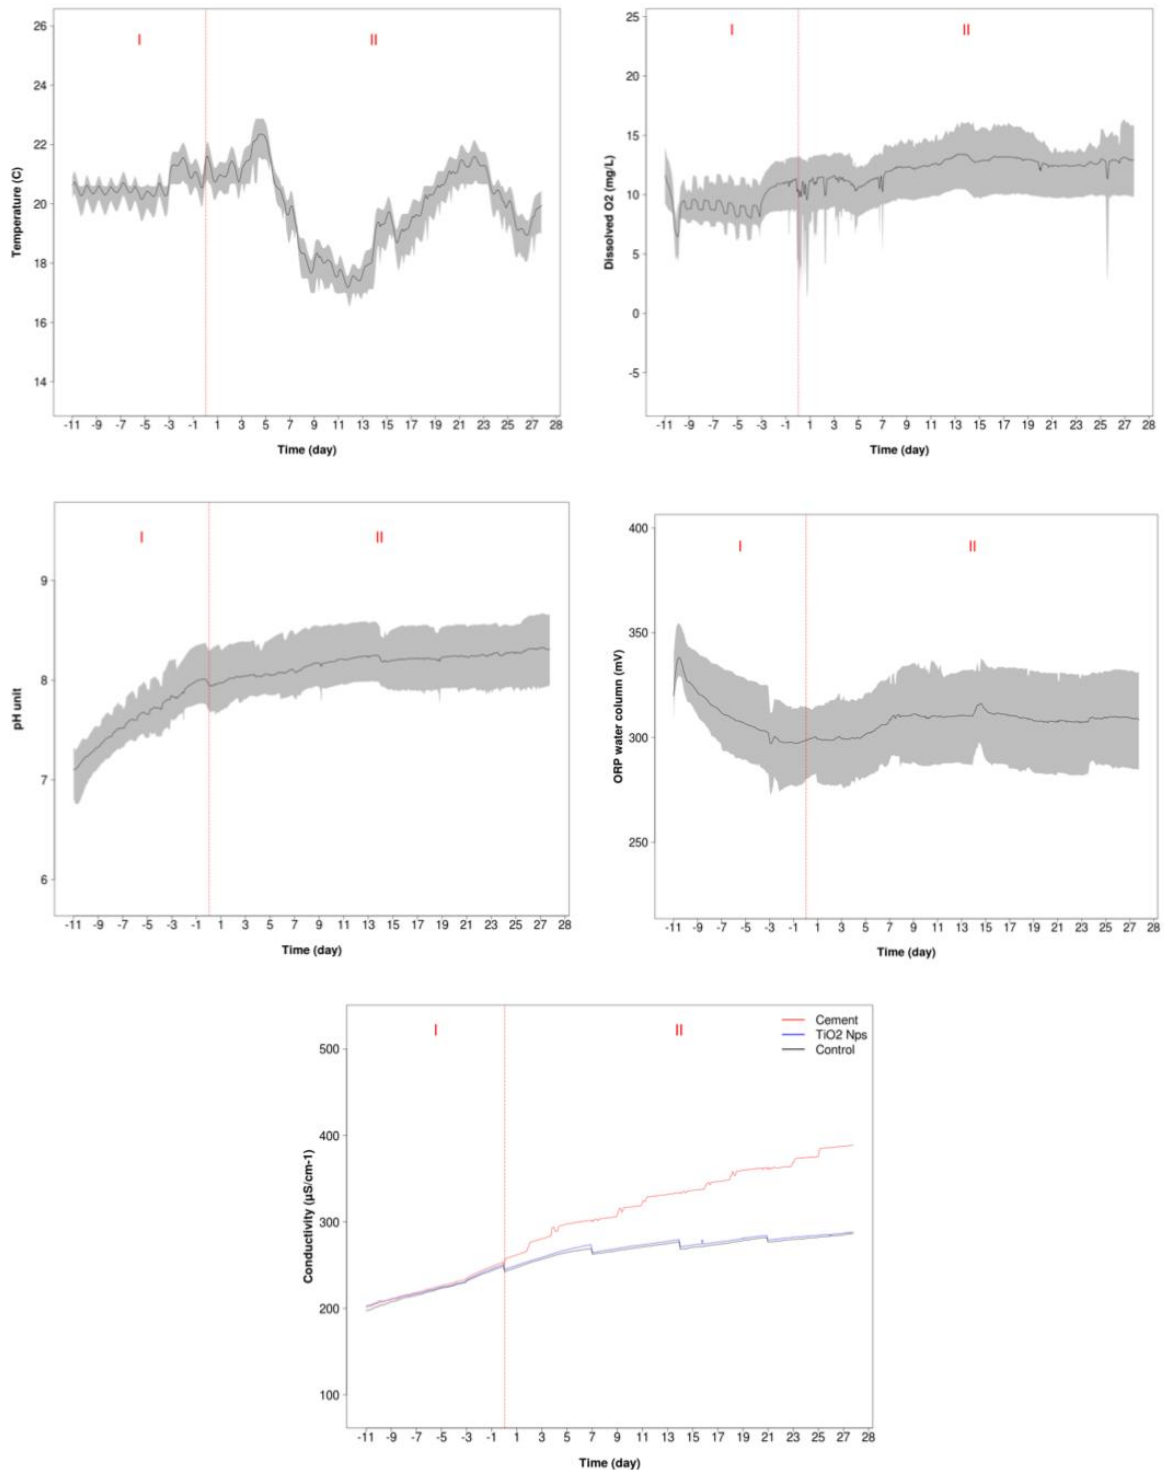 26
24
22
20
18
16
14
Temperature (C)
I
II
-11 -9 -7 -5 -3 -1 1 3 5 7 9 11 13 15 17 19 21 23 25 27 28
Time (day)
25
20
15
10
5
0
-5
Dissolved O2 (mg/L)
I
II
-11 -9 -7 -5 -3 -1 1 3 5 7 9 11 13 15 17 19 21 23 25 27 28
Time (day)
9
8
7
6
pH unit
I
II
-11 -9 -7 -5 -3 -1 1 3 5 7 9 11 13 15 17 19 21 23 25 27 28
Time (day)
400
350
300
250
ORP water column (mV)
I
II
-11 -9 -7 -5 -3 -1 1 3 5 7 9 11 13 15 17 19 21 23 25 27 28
Time (day)
500
400
300
200
100
Conductivity (µS/cm-1)
I
II
Cement
TiO2 Nps
Control
-11 -9 -7 -5 -3 -1 1 3 5 7 9 11 13 15 17 19 21 23 25 27 28
Time (day)